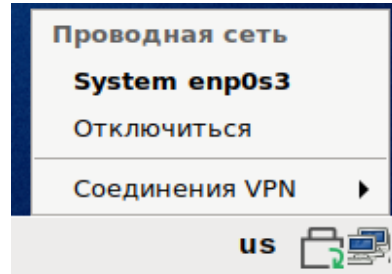 Проводная сеть
System enp0s3
Отключиться
Соединения VPN
us